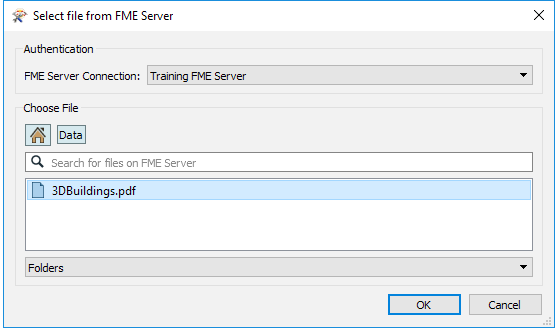 Select file from FME Server
Authentication
FME Server Connection: Training FME Server
Choose File
Data
Search for files on FME Server
3DBuildings.pdf
Folders
OK Cancel